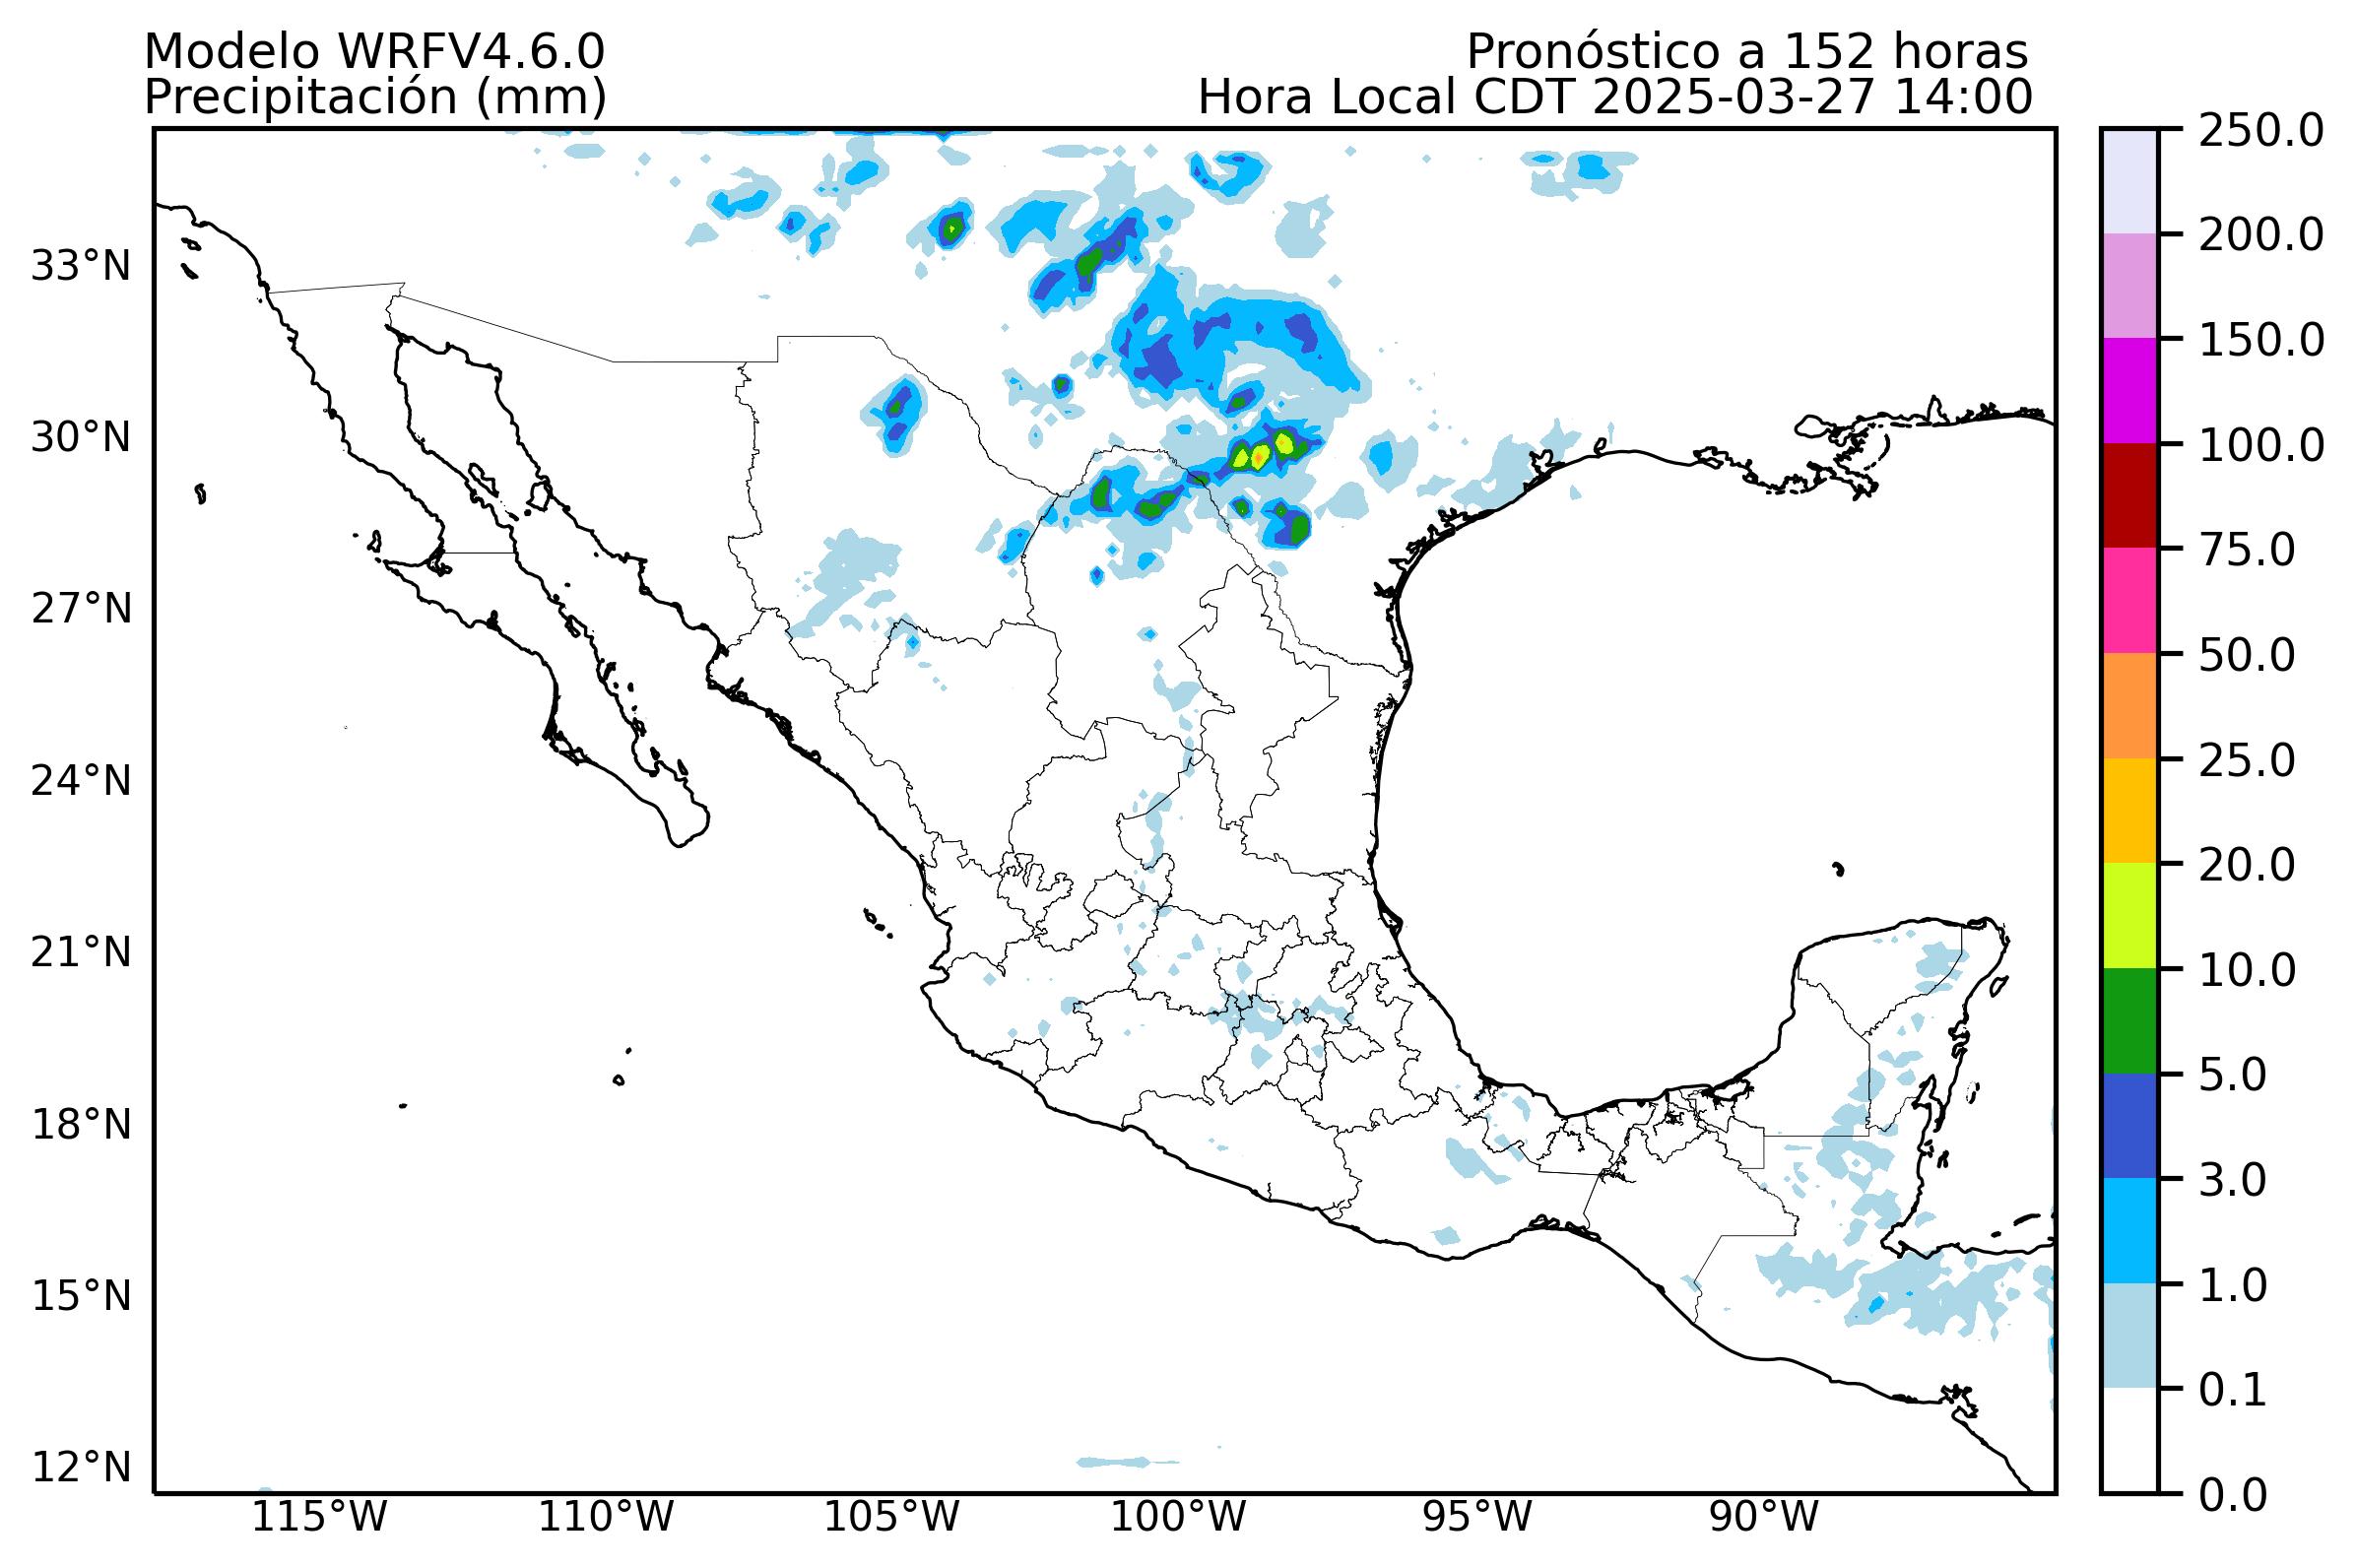 Modelo WRFV4.6.0
Precipitación (mm)
Pronóstico a 152 horas
Hora Local CDT 2025-03-27 14:00
33°N
30°N
27°N
24°N
21°N
18°N
15°N
12°N
115°W
110°W
105°W
100°W
95°W
90°W
250.0
200.0
150.0
100.0
75.0
50.0
25.0
20.0
10.0
5.0
3.0
1.0
0.1
0.0